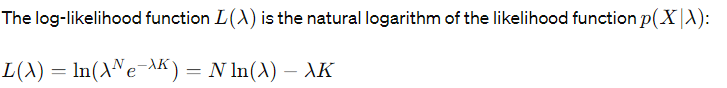 The log-likelihood function L(λ) is the natural logarithm of the likelihood function p(X|λ):
L(λ) = ln(λ^N e^{−λK}) = N ln(λ) − λK